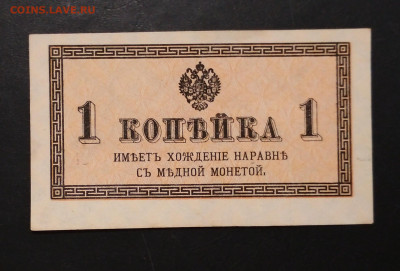 COINS.LAVE.RU
1 КОПѢЙКА 1
ИМѢЕТЪ ХОЖДЕНІЕ НАРАВНѢ
СЪ МѢДНОЙ МОНЕТОЙ.